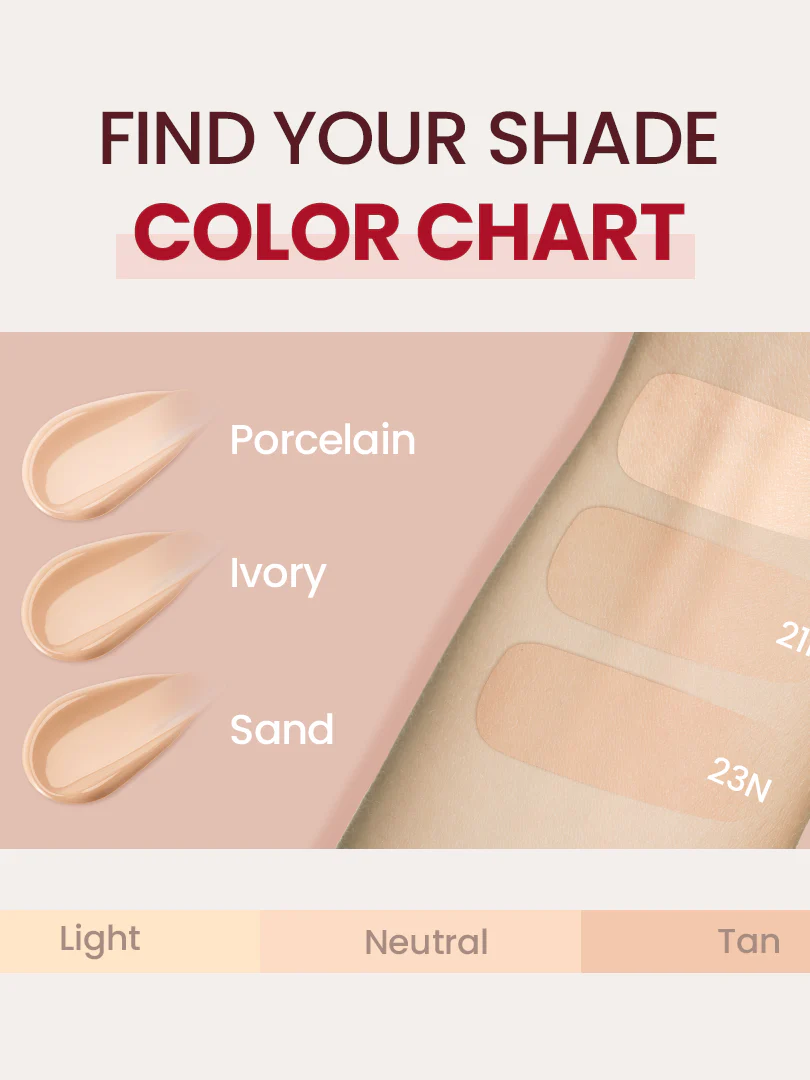 FIND YOUR SHADE
COLOR CHART
Porcelain
Ivory
Sand
23N
Light
Neutral
Tan